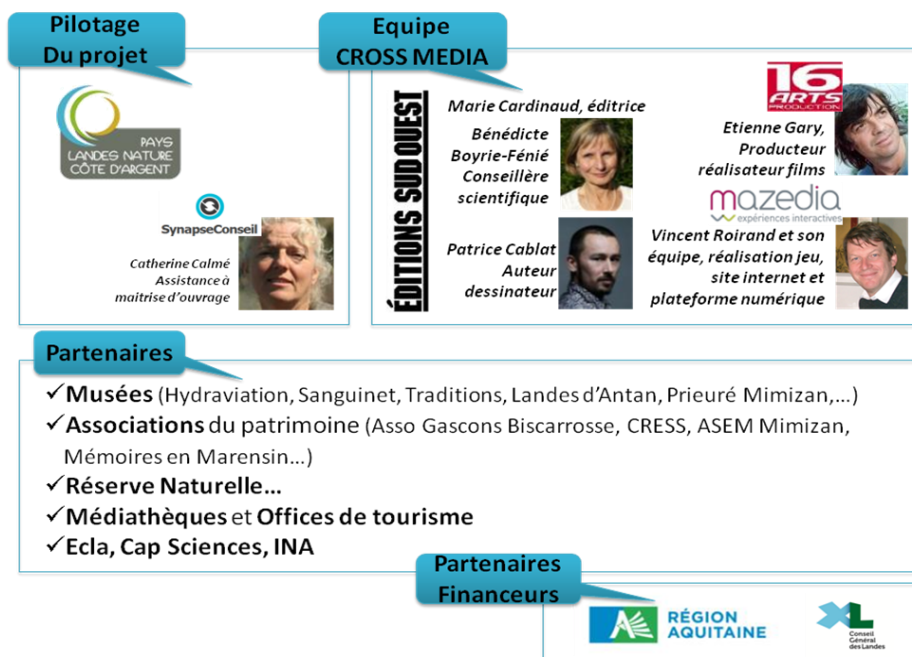 Pilotage
Du projet
PAYS
LANDES NATURE
CÔTE D'ARGENT
SynapseConseil
Catherine Calmé
Assistance à
maitrise d'ouvrage
Equipe
CROSS MEDIA
ÉDITIONS SUD OUEST
Marie Cardinaud, éditrice
Bénédicte
Boyrie-Fénié
Conseillère
scientifique
Patrice Cablat
Auteur
dessinateur
16
ARTS
PRODUCTION
Etienne Gary,
Producteur
réalisateur films
mazedia
expériences interactives
Vincent Roirand et son
équipe, réalisation jeu,
site internet et
plateforme numérique
Partenaires
✓Musées (Hydraviation, Sanguinet, Traditions, Landes d'Antan, Prieuré Mimizan,...)
✓Associations du patrimoine (Asso Gascons Biscarrosse, CRESS, ASEM Mimizan,
Mémoires en Marensin...)
✓Réserve Naturelle...
✓Médiathèques et Offices de tourisme
✓Ecla, Cap Sciences, INA
Partenaires
Financeurs
RÉGION
AQUITAINE
XL
Conseil
Général
des Landes